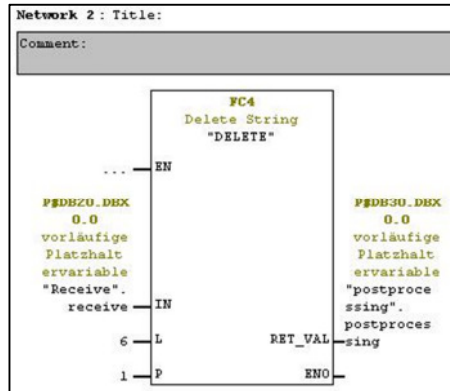 Network 2 : Title:
Comment:
FC4
Delete String
"DELETE"
... EN
P#DB20.DBX
0.0
vorläufige
Platzhalt
ervariable
"Receive".
receive IN
6 L
1 P
P#DB30.DBX
0.0
vorläufige
Platzhalt
ervariable
"postproce
ssing".
postproces
RET_VAL sing
ENO